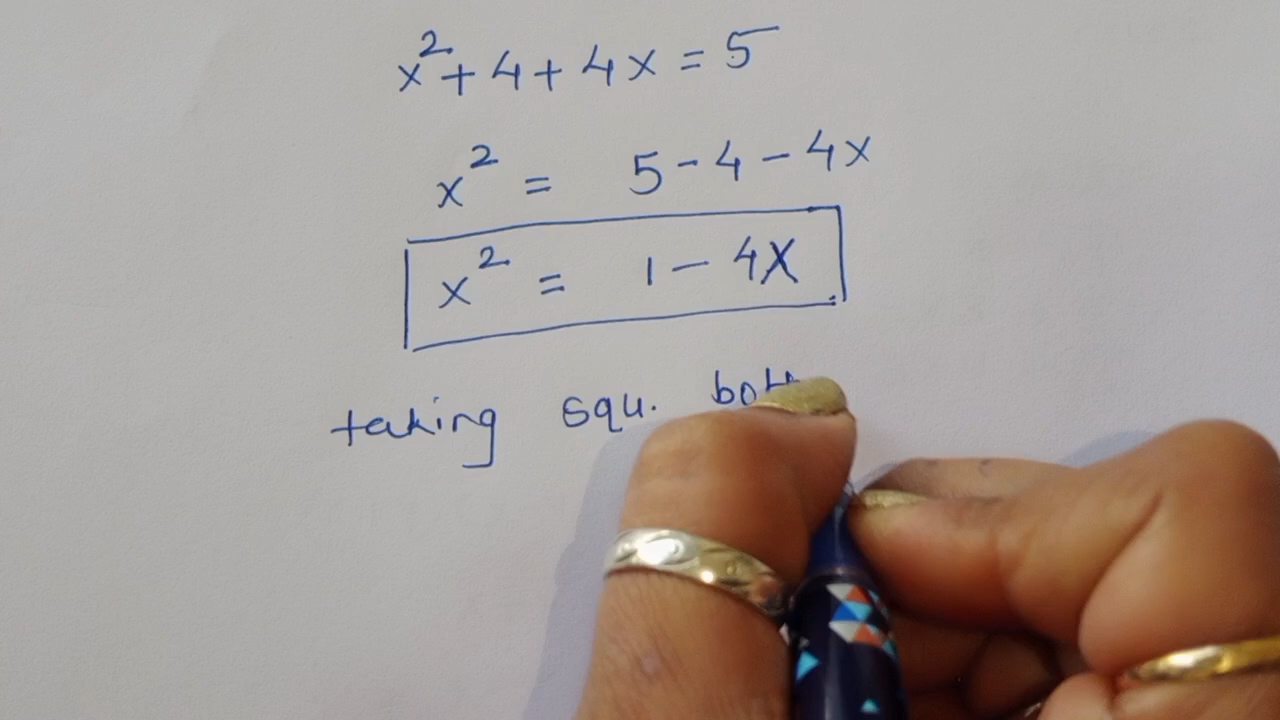 x² + 4 + 4x = 5
x² = 5 - 4 - 4x
x² = 1 - 4x
taking squ.